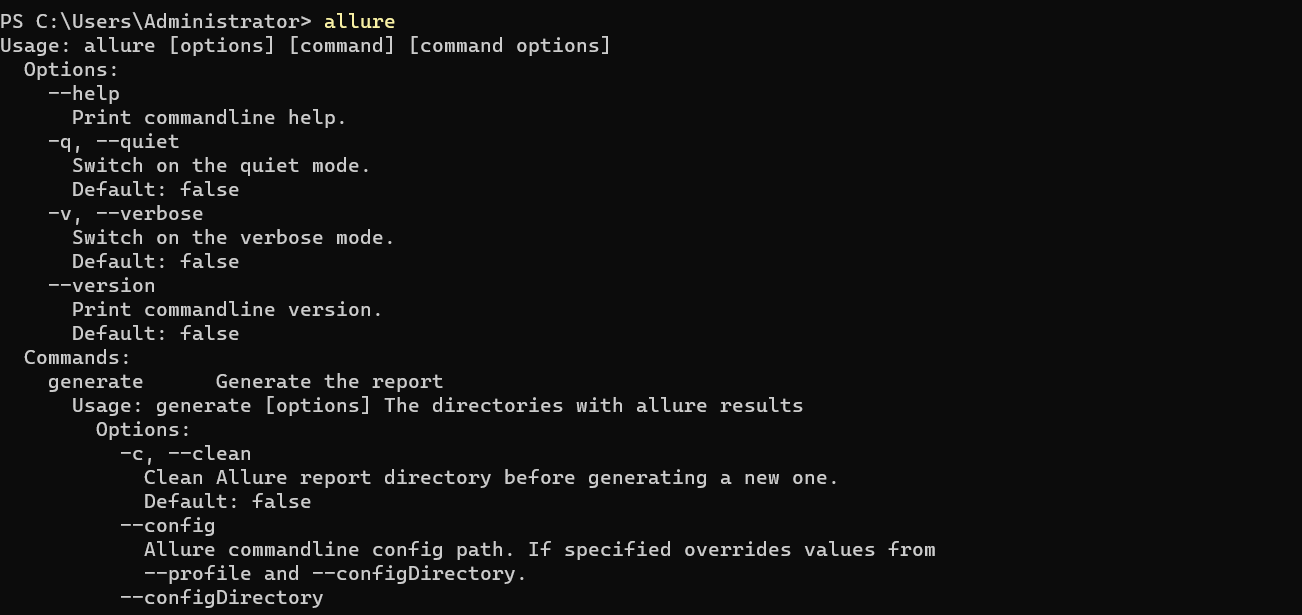 PS C:\Users\Administrator> allure
Usage: allure [options] [command] [command options]
  Options:
    --help
      Print commandline help.
    -q, --quiet
      Switch on the quiet mode.
      Default: false
    -v, --verbose
      Switch on the verbose mode.
      Default: false
    --version
      Print commandline version.
      Default: false
  Commands:
    generate      Generate the report
      Usage: generate [options] The directories with allure results
        Options:
          -c, --clean
            Clean Allure report directory before generating a new one.
            Default: false
          --config
            Allure commandline config path. If specified overrides values from
            --profile and --configDirectory.
          --configDirectory